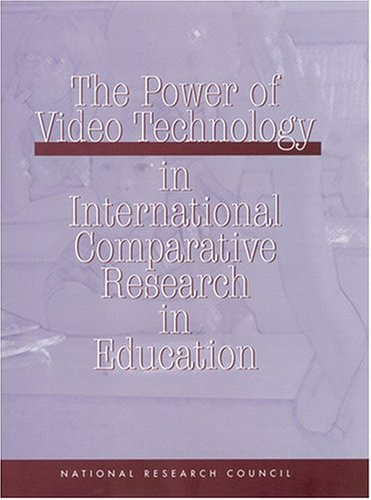 The Power of
Video Technology
in
International
Comparative
Research
in
Education
NATIONAL RESEARCH COUNCIL